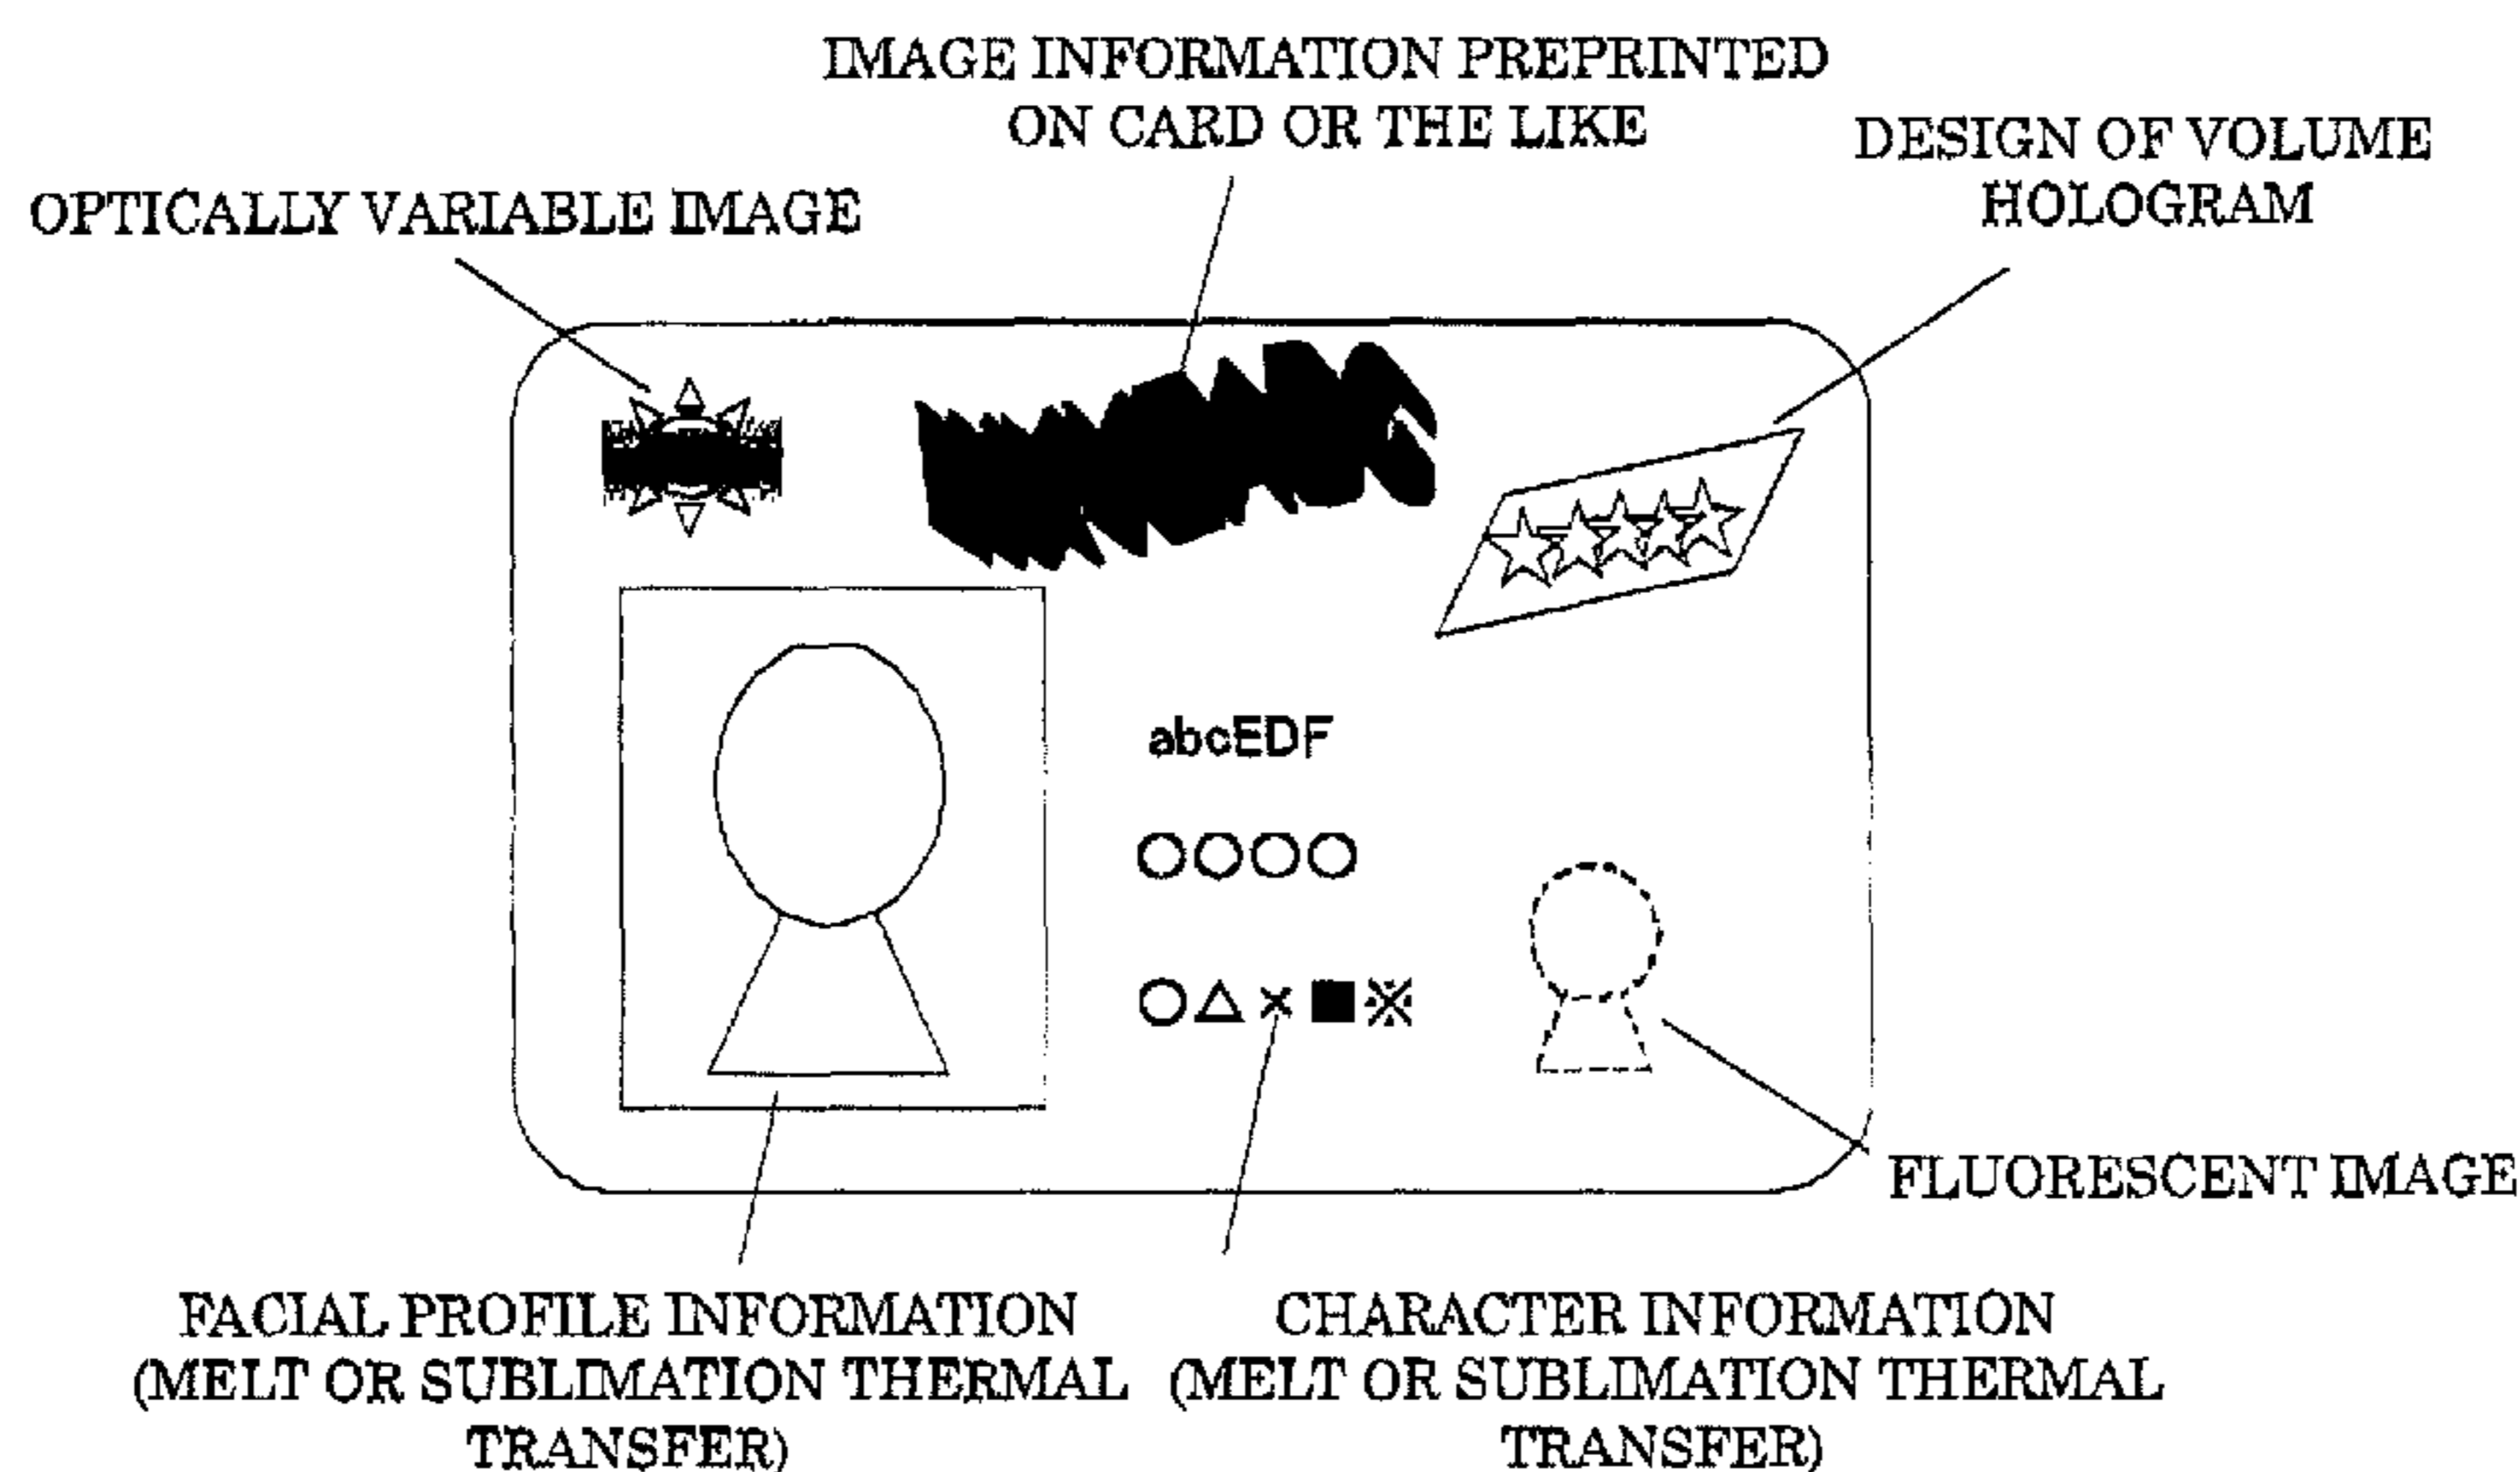 IMAGE INFORMATION PREPRINTED
ON CARD OR THE LIKE
DESIGN OF VOLUME
HOLOGRAM
OPTICALLY VARIABLE IMAGE
abcEDF
○○○○
○△×■※
FLUORESCENT IMAGE
FACIAL PROFILE INFORMATION
(MELT OR SUBLIMATION THERMAL
TRANSFER)
CHARACTER INFORMATION
(MELT OR SUBLIMATION THERMAL
TRANSFER)